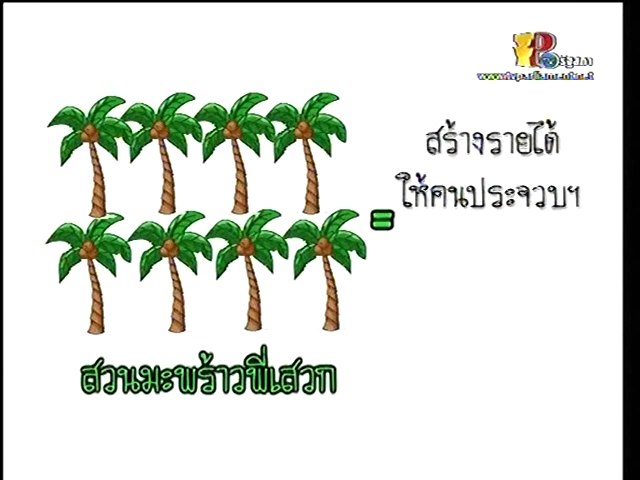 สร้างรายได้
ให้คนประจวบฯ
=
สวนมะพร้าวพี่เสวก